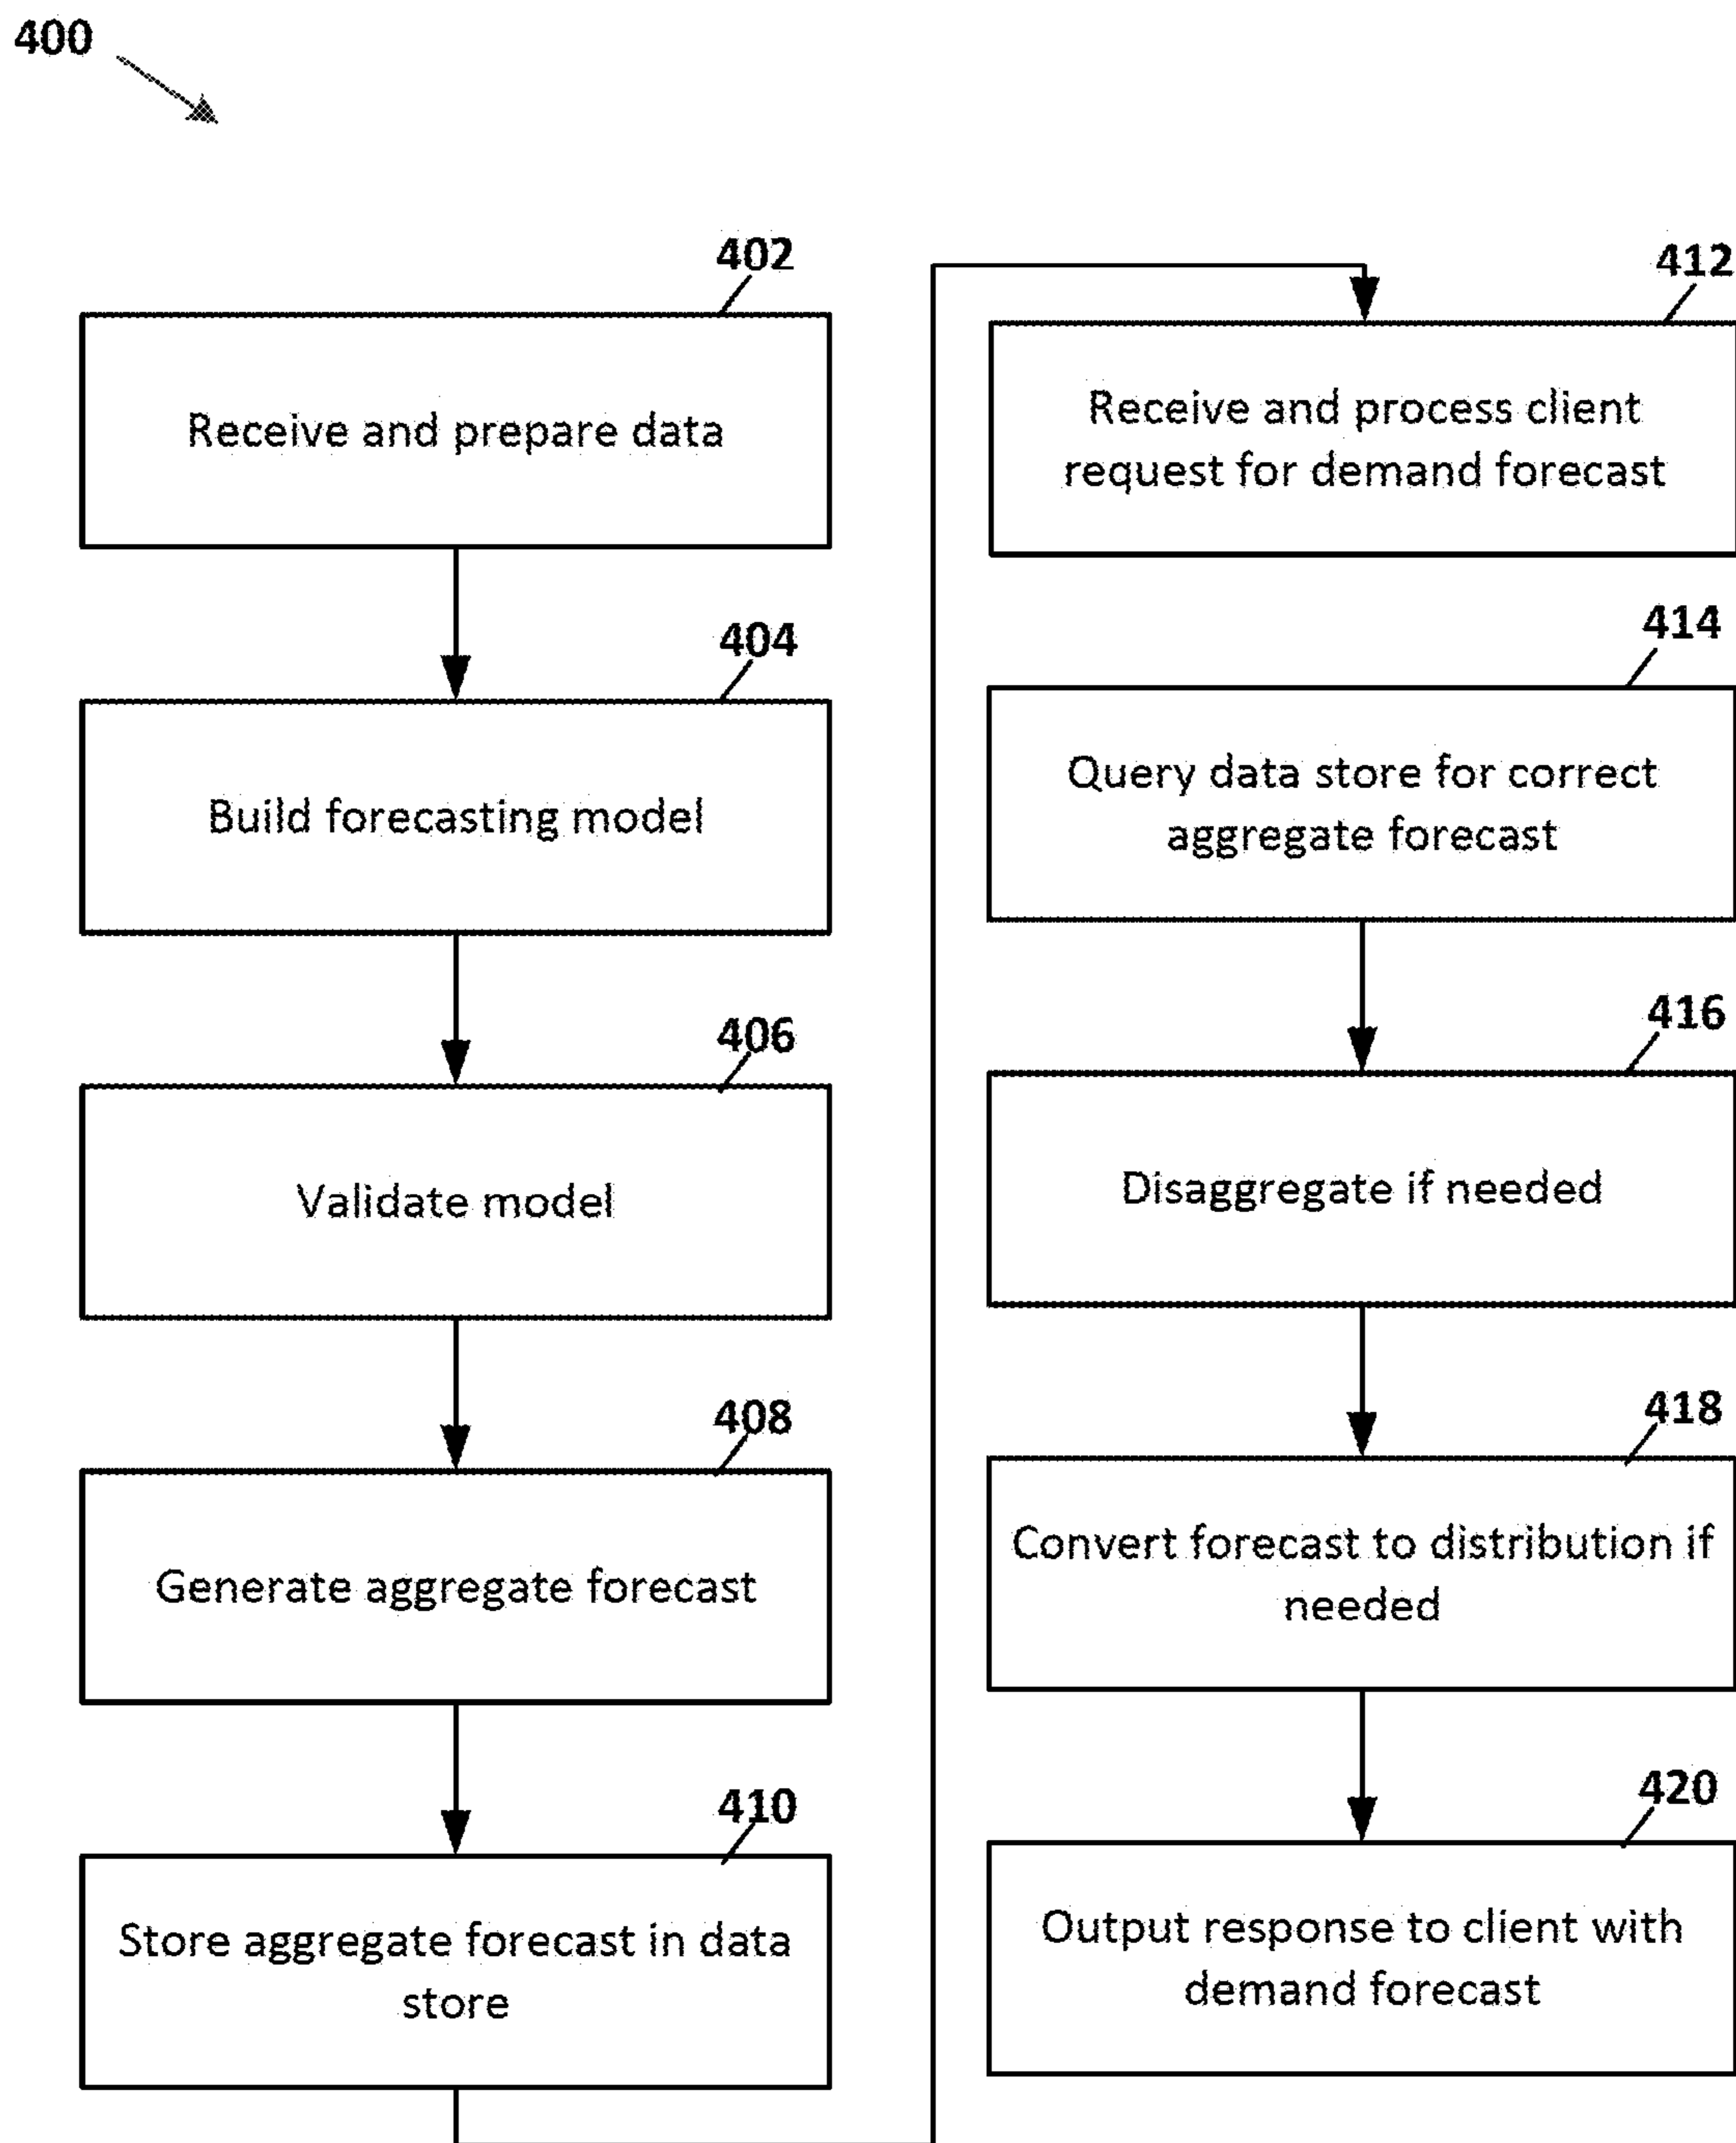 400
402
Receive and prepare data
404
Build forecasting model
406
Validate model
408
Generate aggregate forecast
410
Store aggregate forecast in data
store
412
Receive and process client
request for demand forecast
414
Query data store for correct
aggregate forecast
416
Disaggregate if needed
418
Convert forecast to distribution if
needed
420
Output response to client with
demand forecast